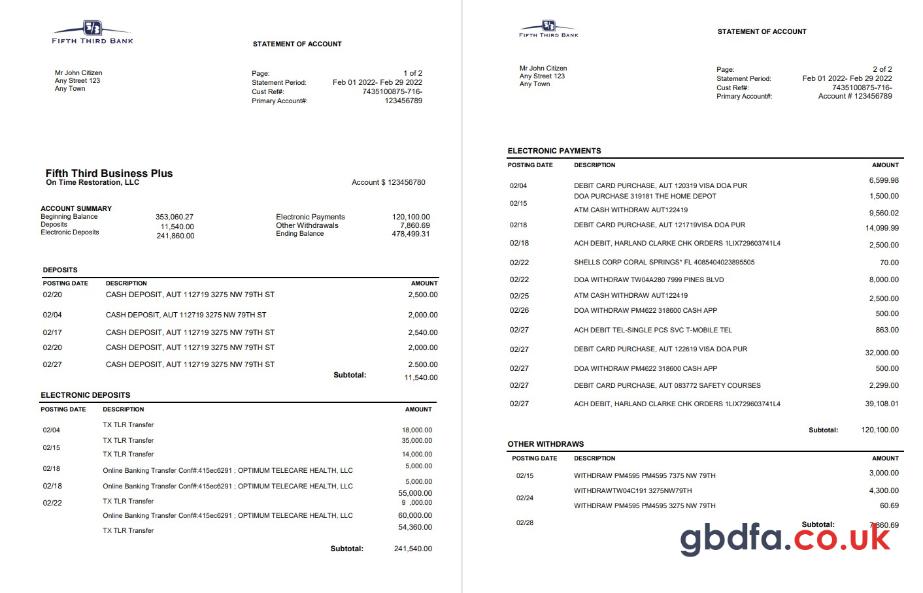 FIFTH THIRD BANK
STATEMENT OF ACCOUNT
Mr John Citizen
Any Street 123
Any Town
Page: 1 of 2
Statement Period: Feb 01 2022- Feb 29 2022
Cust Ref#: 7435100875-716-
Primary Account#: 123456789
Fifth Third Business Plus
On Time Restoration, LLC
Account $ 123456780
ACCOUNT SUMMARY
Beginning Balance 353,060.27 Electronic Payments 120,100.00
Deposits 11,540.00 Other Withdrawals 7,860.69
Electronic Deposits 241,860.00 Ending Balance 478,499.31
DEPOSITS
POSTING DATE DESCRIPTION AMOUNT
02/20 CASH DEPOSIT, AUT 112719 3275 NW 79TH ST 2,500.00
02/04 CASH DEPOSIT, AUT 112719 3275 NW 79TH ST 2,000.00
02/17 CASH DEPOSIT, AUT 112719 3275 NW 79TH ST 2,540.00
02/20 CASH DEPOSIT, AUT 112719 3275 NW 79TH ST 2,000.00
02/27 CASH DEPOSIT, AUT 112719 3275 NW 79TH ST 2.500.00
Subtotal: 11,540.00
ELECTRONIC DEPOSITS
POSTING DATE DESCRIPTION AMOUNT
02/04 TX TLR Transfer 18,000.00
TX TLR Transfer 35,000.00
02/15 TX TLR Transfer 14,000.00
02/18 Online Banking Transfer Conf#:415ec6291 ; OPTIMUM TELECARE HEALTH, LLC 5,000.00
02/18 Online Banking Transfer Conf#:415ec6291 ; OPTIMUM TELECARE HEALTH, LLC 5,000.00
55,000.00
02/22 TX TLR Transfer 9 ,000.00
Online Banking Transfer Conf#:415ec6291 ; OPTIMUM TELECARE HEALTH, LLC 60,000.00
TX TLR Transfer 54,360.00
Subtotal: 241,540.00
FIFTH THIRD BANK
STATEMENT OF ACCOUNT
Mr John Citizen
Any Street 123
Any Town
Page: 2 of 2
Statement Period: Feb 01 2022- Feb 29 2022
Cust Ref#: 7435100875-716-
Primary Account#: Account # 123456789
ELECTRONIC PAYMENTS
POSTING DATE DESCRIPTION AMOUNT
02/04 DEBIT CARD PURCHASE, AUT 120319 VISA DOA PUR 6,599.98
DOA PURCHASE 319181 THE HOME DEPOT 1,500.00
02/15 ATM CASH WITHDRAW AUT122419 9,560.02
02/18 DEBIT CARD PURCHASE, AUT 121719VISA DOA PUR 14,099.99
02/18 ACH DEBIT, HARLAND CLARKE CHK ORDERS 1LIX729603741L4 2,500.00
02/22 SHELLS CORP CORAL SPRINGS* FL 4085404023895505 70.00
02/22 DOA WITHDRAW TW04A280 7999 PINES BLVD 8,000.00
02/25 ATM CASH WITHDRAW AUT122419 2,500.00
02/26 DOA WITHDRAW PM4622 318600 CASH APP 500.00
02/27 ACH DEBIT TEL-SINGLE PCS SVC T-MOBILE TEL 863.00
02/27 DEBIT CARD PURCHASE, AUT 122619 VISA DOA PUR 32,000.00
02/27 DOA WITHDRAW PM4622 318600 CASH APP 500.00
02/27 DEBIT CARD PURCHASE, AUT 083772 SAFETY COURSES 2,299.00
02/27 ACH DEBIT, HARLAND CLARKE CHK ORDERS 1LIX729603741L4 39,108.01
Subtotal: 120,100.00
OTHER WITHDRAWS
POSTING DATE DESCRIPTION AMOUNT
02/15 WITHDRAW PM4595 PM4595 7375 NW 79TH 3,000.00
02/24 WITHDRAWTW04C191 3275NW79TH 4,300.00
WITHDRAW PM4595 PM4595 3275 NW 79TH 60.69
02/28 Subtotal: 7,860.69
gbdfa.co.uk